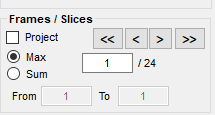 Frames / Slices
Project << < > >>
Max 1 / 24
Sum
From 1 To 1